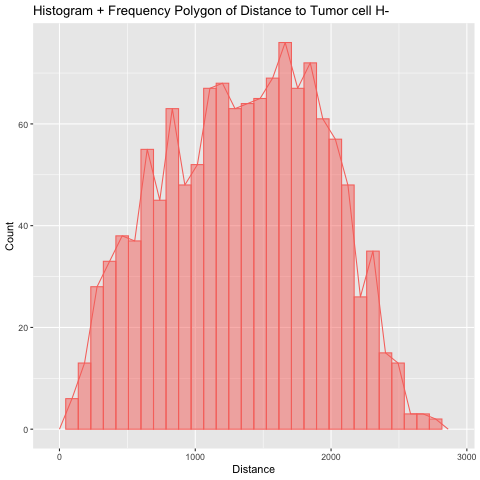 Histogram + Frequency Polygon of Distance to Tumor cell H-
60
40
20
0
Count
0 1000 2000 3000
Distance